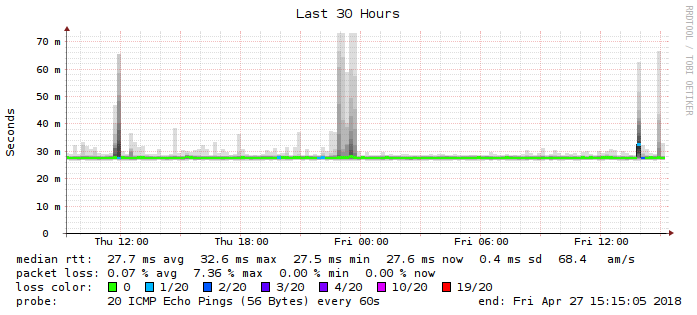 Last 30 Hours
RRDTOOL / TOBI OETIKER
Seconds
70 m
60 m
50 m
40 m
30 m
20 m
10 m
0
Thu 12:00 Thu 18:00 Fri 00:00 Fri 06:00 Fri 12:00
median rtt: 27.7 ms avg 32.6 ms max 27.5 ms min 27.6 ms now 0.4 ms sd 68.4 am/s
packet loss: 0.07 % avg 7.36 % max 0.00 % min 0.00 % now
loss color: 0 1/20 2/20 3/20 4/20 10/20 19/20
probe: 20 ICMP Echo Pings (56 Bytes) every 60s end: Fri Apr 27 15:15:05 2018